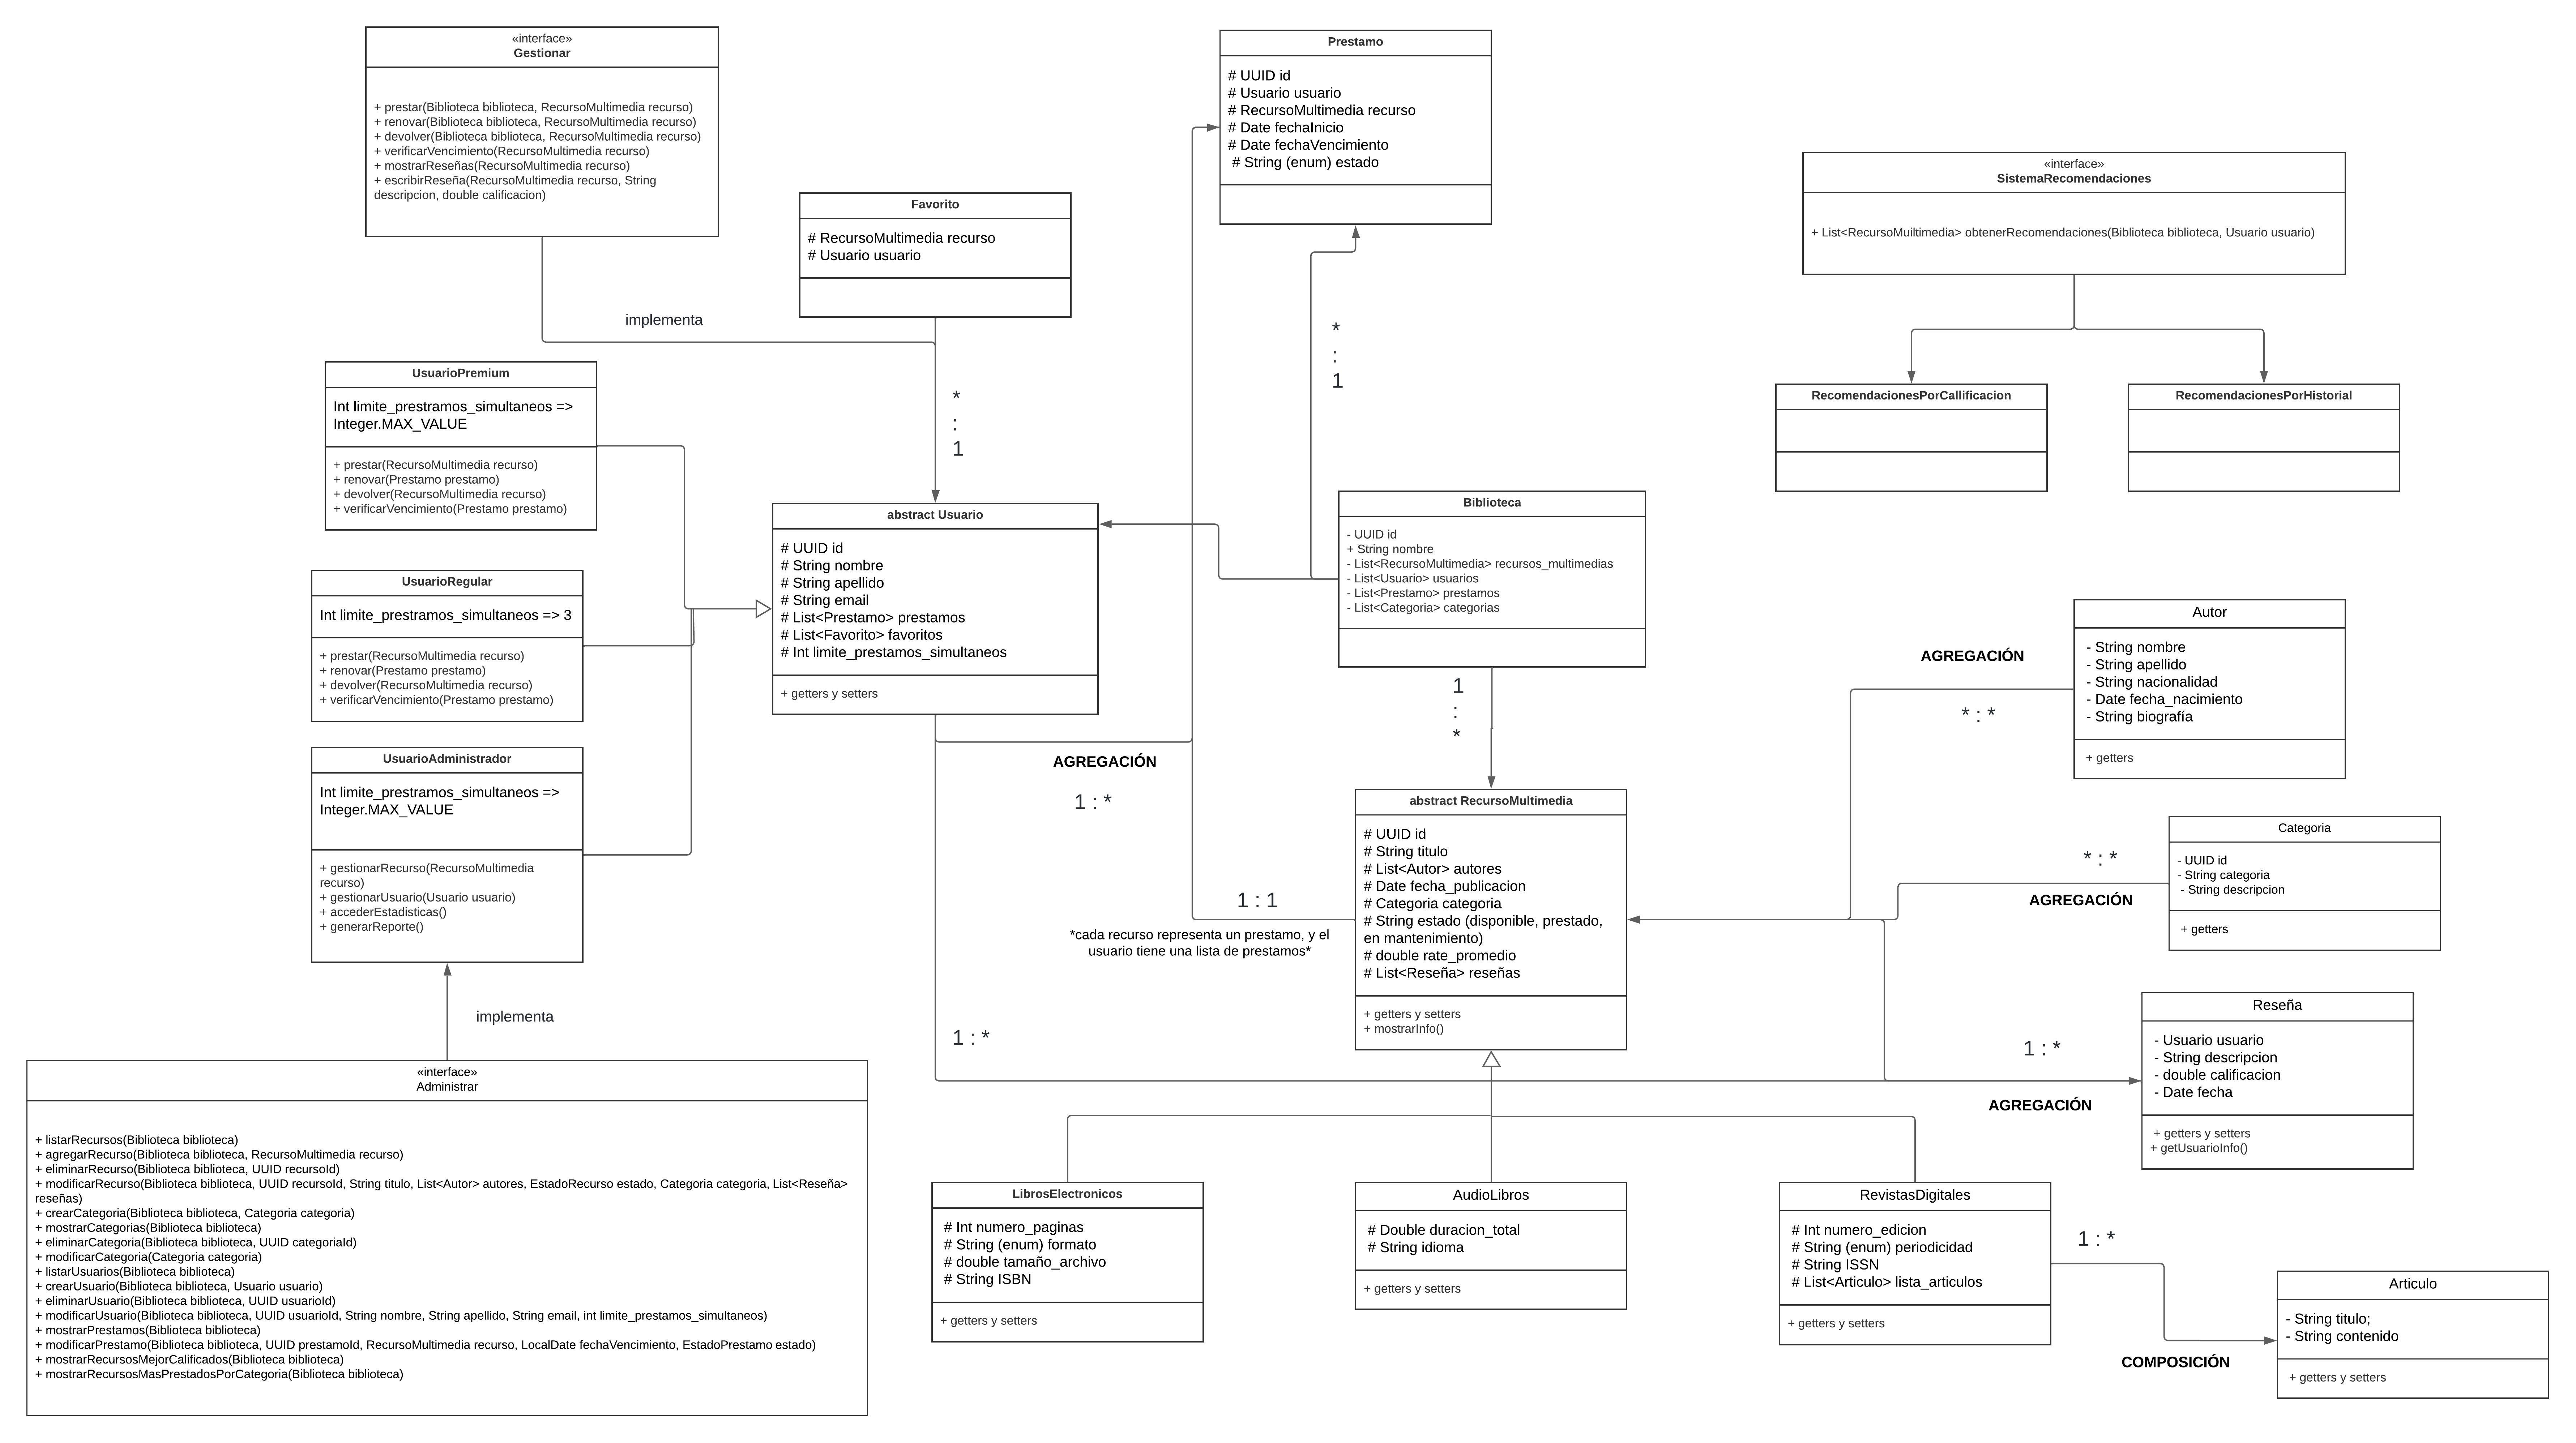 «interface»
Gestionar
+ prestar(Biblioteca biblioteca, RecursoMultimedia recurso)
+ renovar(Biblioteca biblioteca, RecursoMultimedia recurso)
+ devolver(Biblioteca biblioteca, RecursoMultimedia recurso)
+ verificarVencimiento(RecursoMultimedia recurso)
+ mostrarReseñas(RecursoMultimedia recurso)
+ escribirReseña(RecursoMultimedia recurso, String
descripcion, double calificacion)
implementa
Favorito
# RecursoMultimedia recurso
# Usuario usuario
*
:
1
Prestamo
# UUID id
# Usuario usuario
# RecursoMultimedia recurso
# Date fechaInicio
# Date fechaVencimiento
# String (enum) estado
*
:
1
«interface»
SistemaRecomendaciones
+ List<RecursoMuiltimedia> obtenerRecomendaciones(Biblioteca biblioteca, Usuario usuario)
RecomendacionesPorCallificacion
RecomendacionesPorHistorial
UsuarioPremium
Int limite_prestramos_simultaneos =>
Integer.MAX_VALUE
+ prestar(RecursoMultimedia recurso)
+ renovar(Prestamo prestamo)
+ devolver(RecursoMultimedia recurso)
+ verificarVencimiento(Prestamo prestamo)
UsuarioRegular
Int limite_prestramos_simultaneos => 3
+ prestar(RecursoMultimedia recurso)
+ renovar(Prestamo prestamo)
+ devolver(RecursoMultimedia recurso)
+ verificarVencimiento(Prestamo prestamo)
UsuarioAdministrador
Int limite_prestramos_simultaneos =>
Integer.MAX_VALUE
+ gestionarRecurso(RecursoMultimedia
recurso)
+ gestionarUsuario(Usuario usuario)
+ accederEstadisticas()
+ generarReporte()
implementa
abstract Usuario
# UUID id
# String nombre
# String apellido
# String email
# List<Prestamo> prestamos
# List<Favorito> favoritos
# Int limite_prestamos_simultaneos
+ getters y setters
AGREGACIÓN
1 : *
Biblioteca
- UUID id
+ String nombre
- List<RecursoMultimedia> recursos_multimedias
- List<Usuario> usuarios
- List<Prestamo> prestamos
- List<Categoria> categorias
1
:
*
abstract RecursoMultimedia
# UUID id
# String titulo
# List<Autor> autores
# Date fecha_publicacion
# Categoria categoria
# String estado (disponible, prestado,
en mantenimiento)
# double rate_promedio
# List<Reseña> reseñas
+ getters y setters
+ mostrarInfo()
1 : 1
*cada recurso representa un prestamo, y el
usuario tiene una lista de prestamos*
1 : *
Autor
- String nombre
- String apellido
- String nacionalidad
- Date fecha_nacimiento
- String biografía
+ getters
AGREGACIÓN
* : *
Categoria
- UUID id
- String categoria
- String descripcion
+ getters
* : *
AGREGACIÓN
Reseña
- Usuario usuario
- String descripcion
- double calificacion
- Date fecha
+ getters y setters
+ getUsuarioInfo()
1 : *
AGREGACIÓN
«interface»
Administrar
+ listarRecursos(Biblioteca biblioteca)
+ agregarRecurso(Biblioteca biblioteca, RecursoMultimedia recurso)
+ eliminarRecurso(Biblioteca biblioteca, UUID recursoId)
+ modificarRecurso(Biblioteca biblioteca, UUID recursoId, String titulo, List<Autor> autores, EstadoRecurso estado, Categoria categoria, List<Reseña>
reseñas)
+ crearCategoria(Biblioteca biblioteca, Categoria categoria)
+ mostrarCategorias(Biblioteca biblioteca)
+ eliminarCategoria(Biblioteca biblioteca, UUID categoriaId)
+ modificarCategoria(Categoria categoria)
+ listarUsuarios(Biblioteca biblioteca)
+ crearUsuario(Biblioteca biblioteca, Usuario usuario)
+ eliminarUsuario(Biblioteca biblioteca, UUID usuarioId)
+ modificarUsuario(Biblioteca biblioteca, UUID usuarioId, String nombre, String apellido, String email, int limite_prestamos_simultaneos)
+ mostrarPrestamos(Biblioteca biblioteca)
+ modificarPrestamo(Biblioteca biblioteca, UUID prestamoId, RecursoMultimedia recurso, LocalDate fechaVencimiento, EstadoPrestamo estado)
+ mostrarRecursosMejorCalificados(Biblioteca biblioteca)
+ mostrarRecursosMasPrestadosPorCategoria(Biblioteca biblioteca)
LibrosElectronicos
# Int numero_paginas
# String (enum) formato
# double tamaño_archivo
# String ISBN
+ getters y setters
AudioLibros
# Double duracion_total
# String idioma
+ getters y setters
RevistasDigitales
# Int numero_edicion
# String (enum) periodicidad
# String ISSN
# List<Articulo> lista_articulos
+ getters y setters
1 : *
COMPOSICIÓN
Articulo
- String titulo;
- String contenido
+ getters y setters